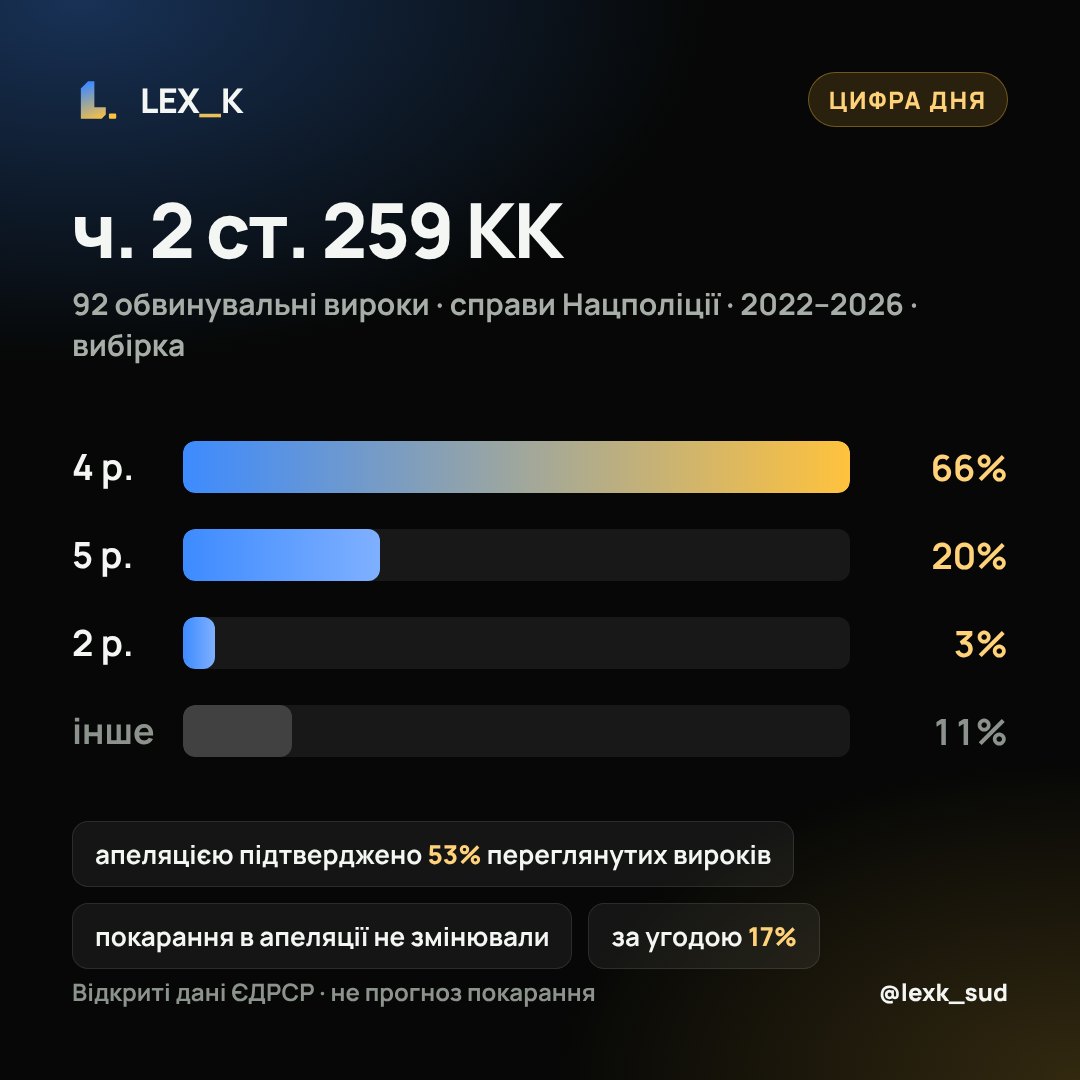 LEX_K
ЦИФРА ДНЯ
ч. 2 ст. 259 КК
92 обвинувальні вироки · справи Нацполіції · 2022–2026 ·
вибірка
4 р. 66%
5 р. 20%
2 р. 3%
інше 11%
апеляцією підтверджено 53% переглянутих вироків
покарання в апеляції не змінювали
за угодою 17%
Відкриті дані ЄДРСР · не прогноз покарання
@lexk_sud